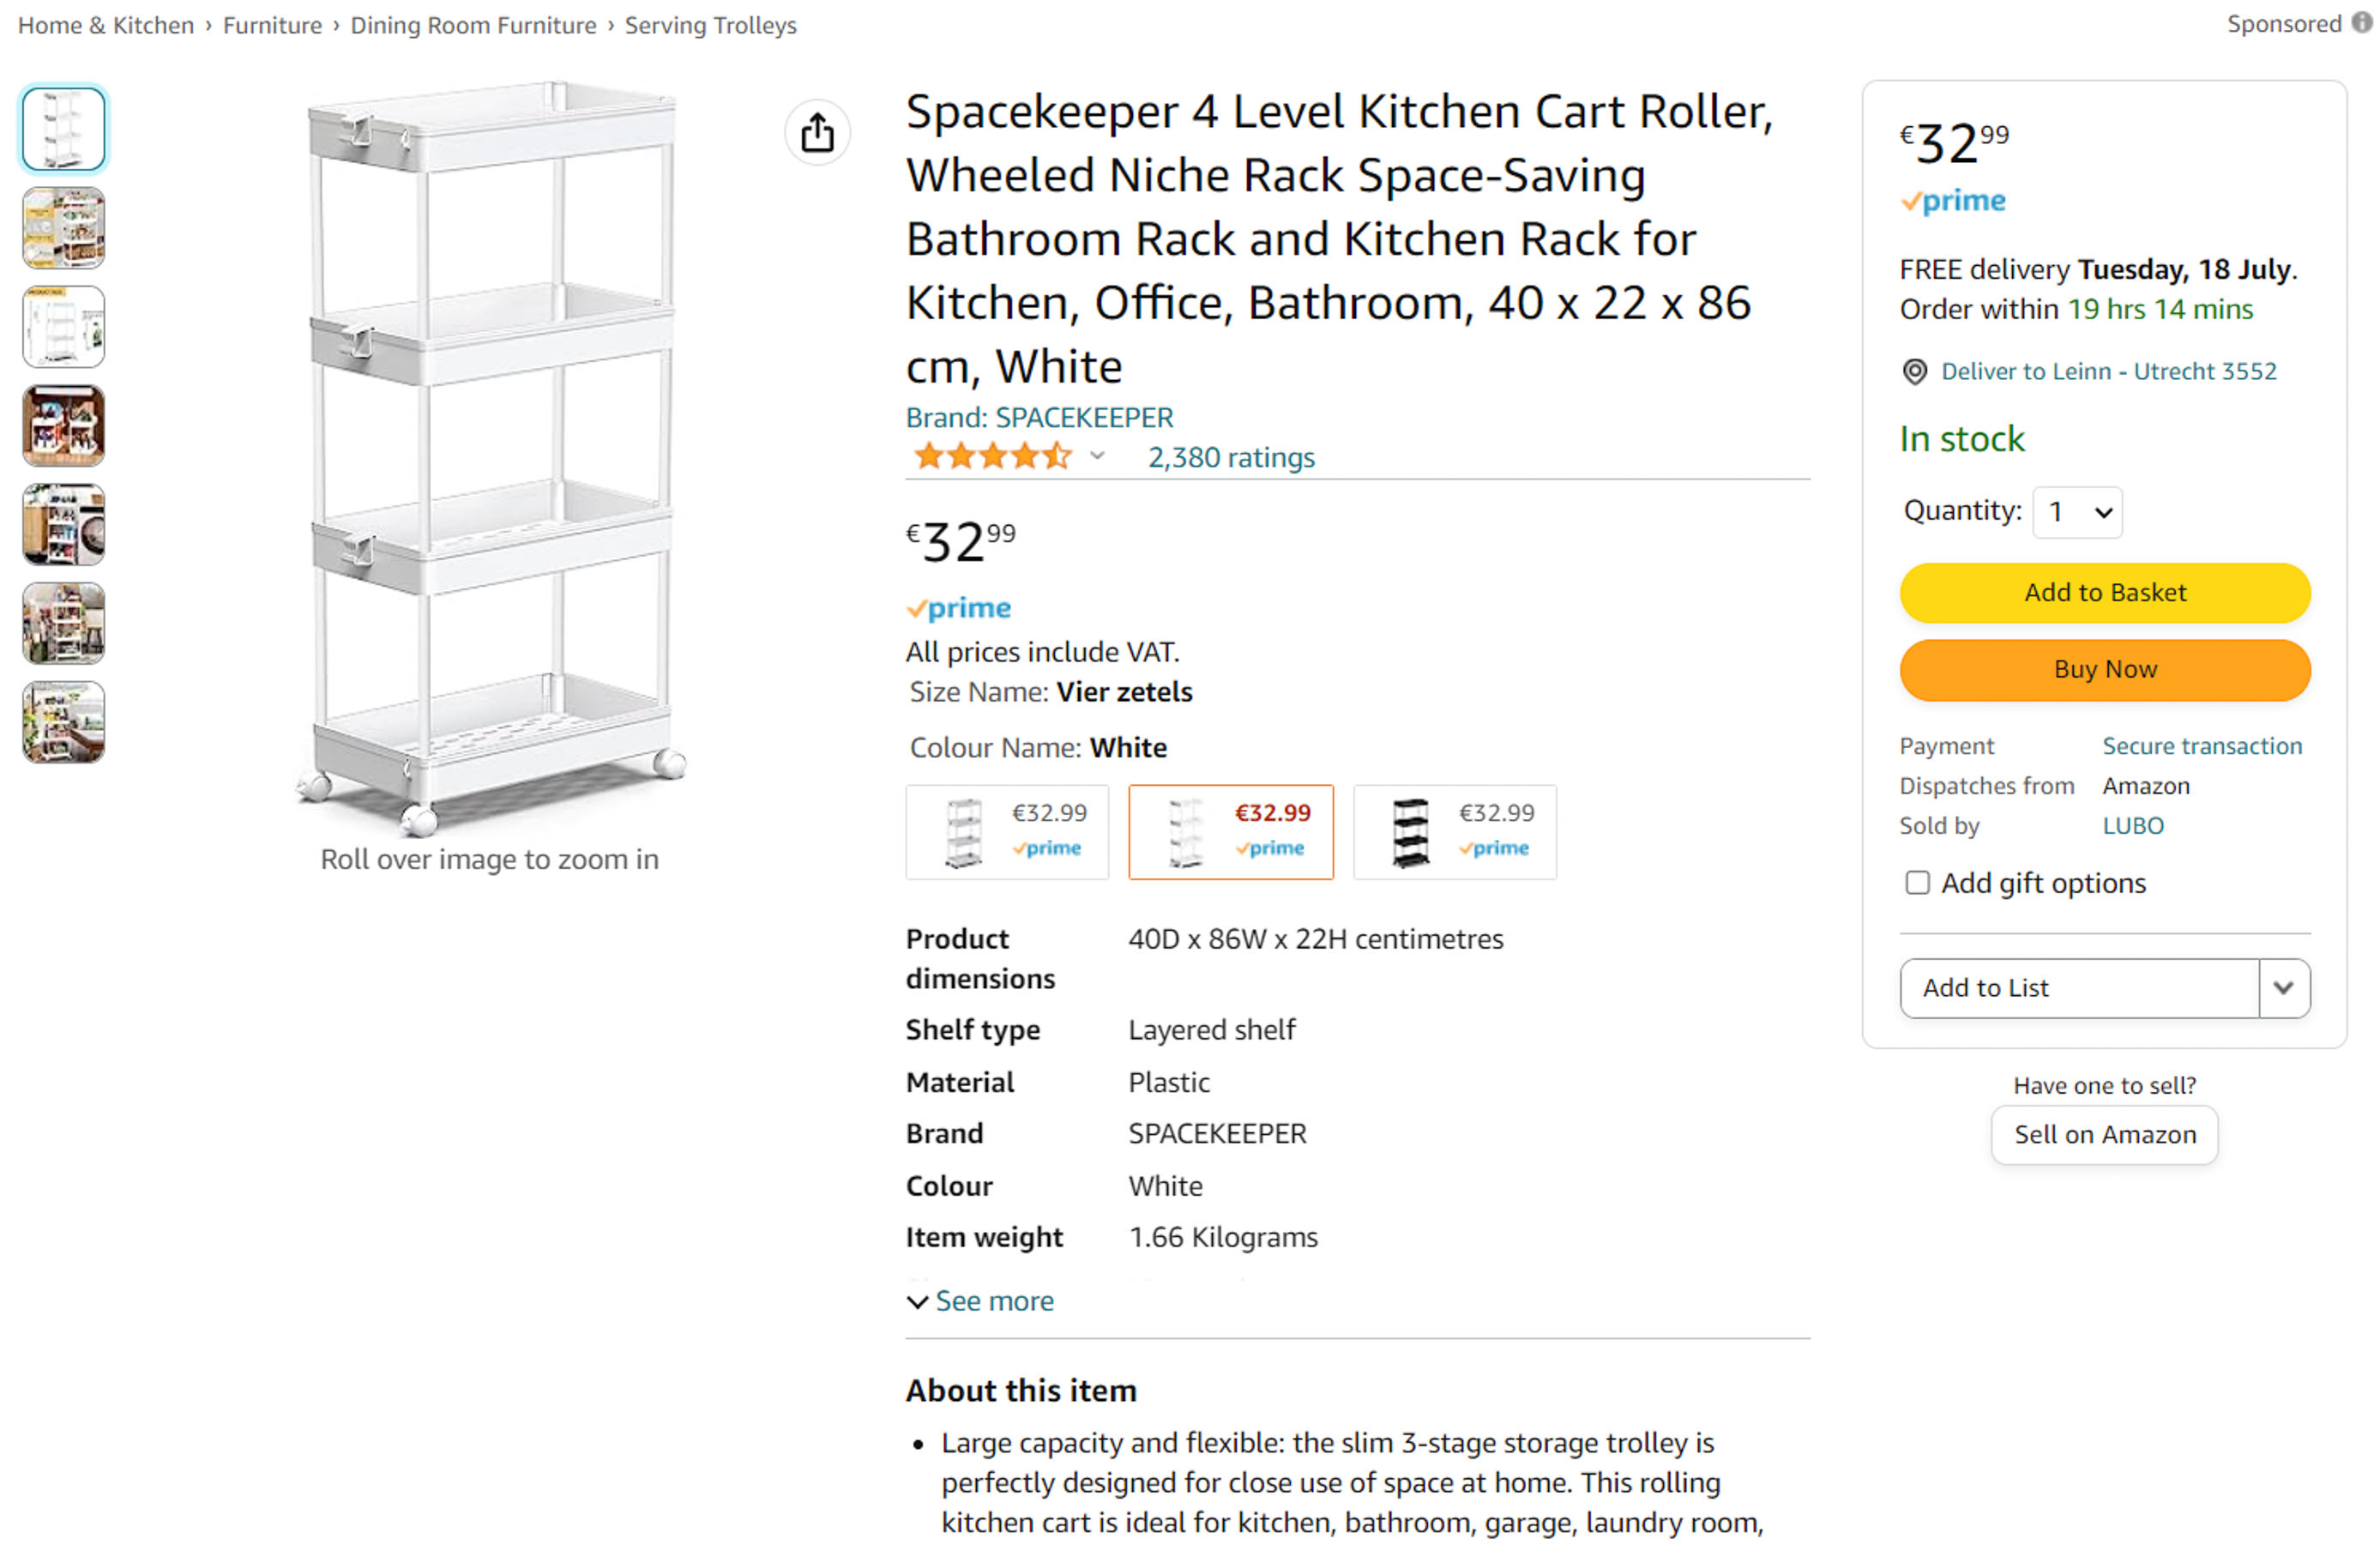 Home & Kitchen › Furniture › Dining Room Furniture › Serving Trolleys
Sponsored
Roll over image to zoom in
Spacekeeper 4 Level Kitchen Cart Roller,
Wheeled Niche Rack Space-Saving
Bathroom Rack and Kitchen Rack for
Kitchen, Office, Bathroom, 40 x 22 x 86
cm, White
Brand: SPACEKEEPER
2,380 ratings
€3299
prime
All prices include VAT.
Size Name: Vier zetels
Colour Name: White
€32.99 €32.99 €32.99
prime prime prime
Product dimensions 40D x 86W x 22H centimetres
Shelf type Layered shelf
Material Plastic
Brand SPACEKEEPER
Colour White
Item weight 1.66 Kilograms
See more
About this item
• Large capacity and flexible: the slim 3-stage storage trolley is
perfectly designed for close use of space at home. This rolling
kitchen cart is ideal for kitchen, bathroom, garage, laundry room,
€3299
prime
FREE delivery Tuesday, 18 July.
Order within 19 hrs 14 mins
Deliver to Leinn - Utrecht 3552
In stock
Quantity: 1
Add to Basket
Buy Now
Payment Secure transaction
Dispatches from Amazon
Sold by LUBO
Add gift options
Add to List
Have one to sell?
Sell on Amazon